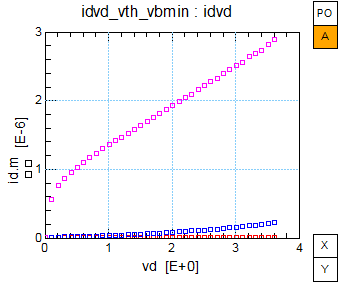 idvd_vth_vbmin : idvd
PO
A
3
2
1
0
id.m [E-6]
0
1
2
3
4
vd [E+0]
X
Y